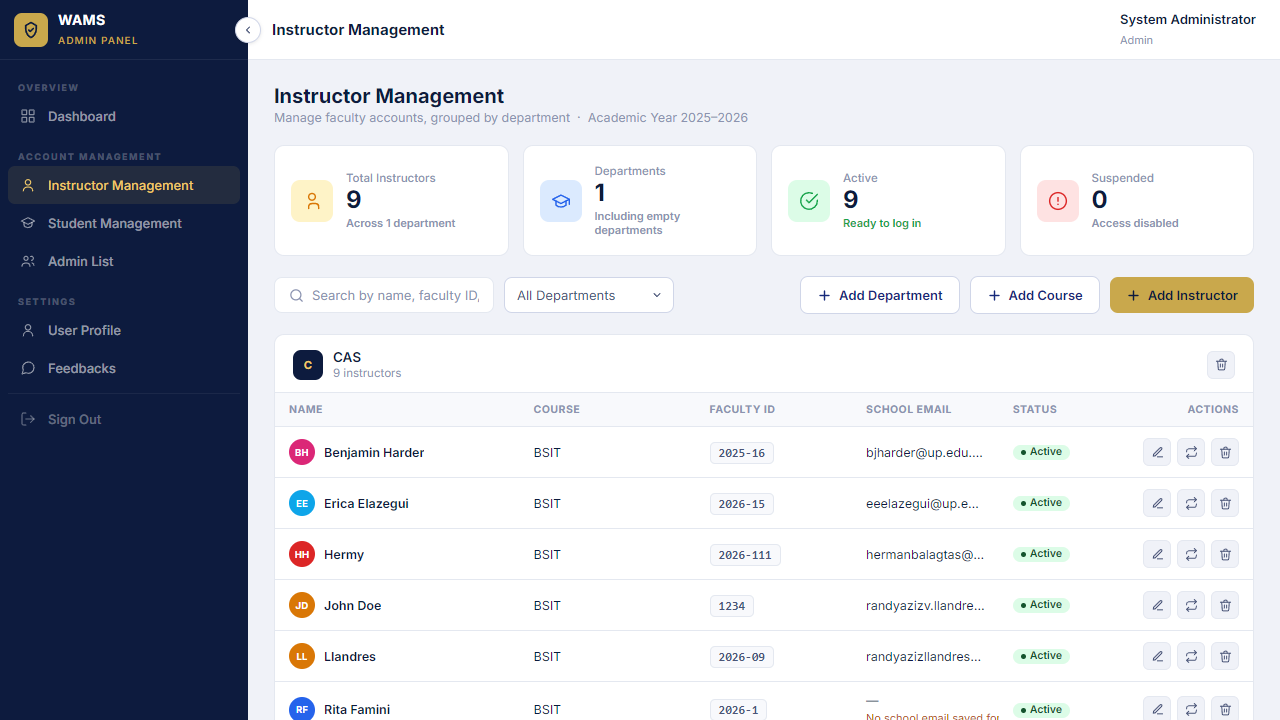 WAMS
ADMIN PANEL
OVERVIEW
Dashboard
ACCOUNT MANAGEMENT
Instructor Management
Student Management
Admin List
SETTINGS
User Profile
Feedbacks
Sign Out
Instructor Management
System Administrator
Admin
Instructor Management
Manage faculty accounts, grouped by department · Academic Year 2025–2026
Total Instructors
9
Across 1 department
Departments
1
Including empty
departments
Active
9
Ready to log in
Suspended
0
Access disabled
Search by name, faculty ID,
All Departments
Add Department
Add Course
Add Instructor
C
CAS
9 instructors
NAME COURSE FACULTY ID SCHOOL EMAIL STATUS ACTIONS
BH Benjamin Harder BSIT 2025-16 bjharder@up.edu.... Active
EE Erica Elazegui BSIT 2026-15 eeelazegui@up.e... Active
HH Hermy BSIT 2026-111 hermanbalagtas@... Active
JD John Doe BSIT 1234 randyazizv.llandre... Active
LL Llandres BSIT 2026-09 randyazizllandres... Active
RF Rita Famini BSIT 2026-1 — Active
No school email saved for